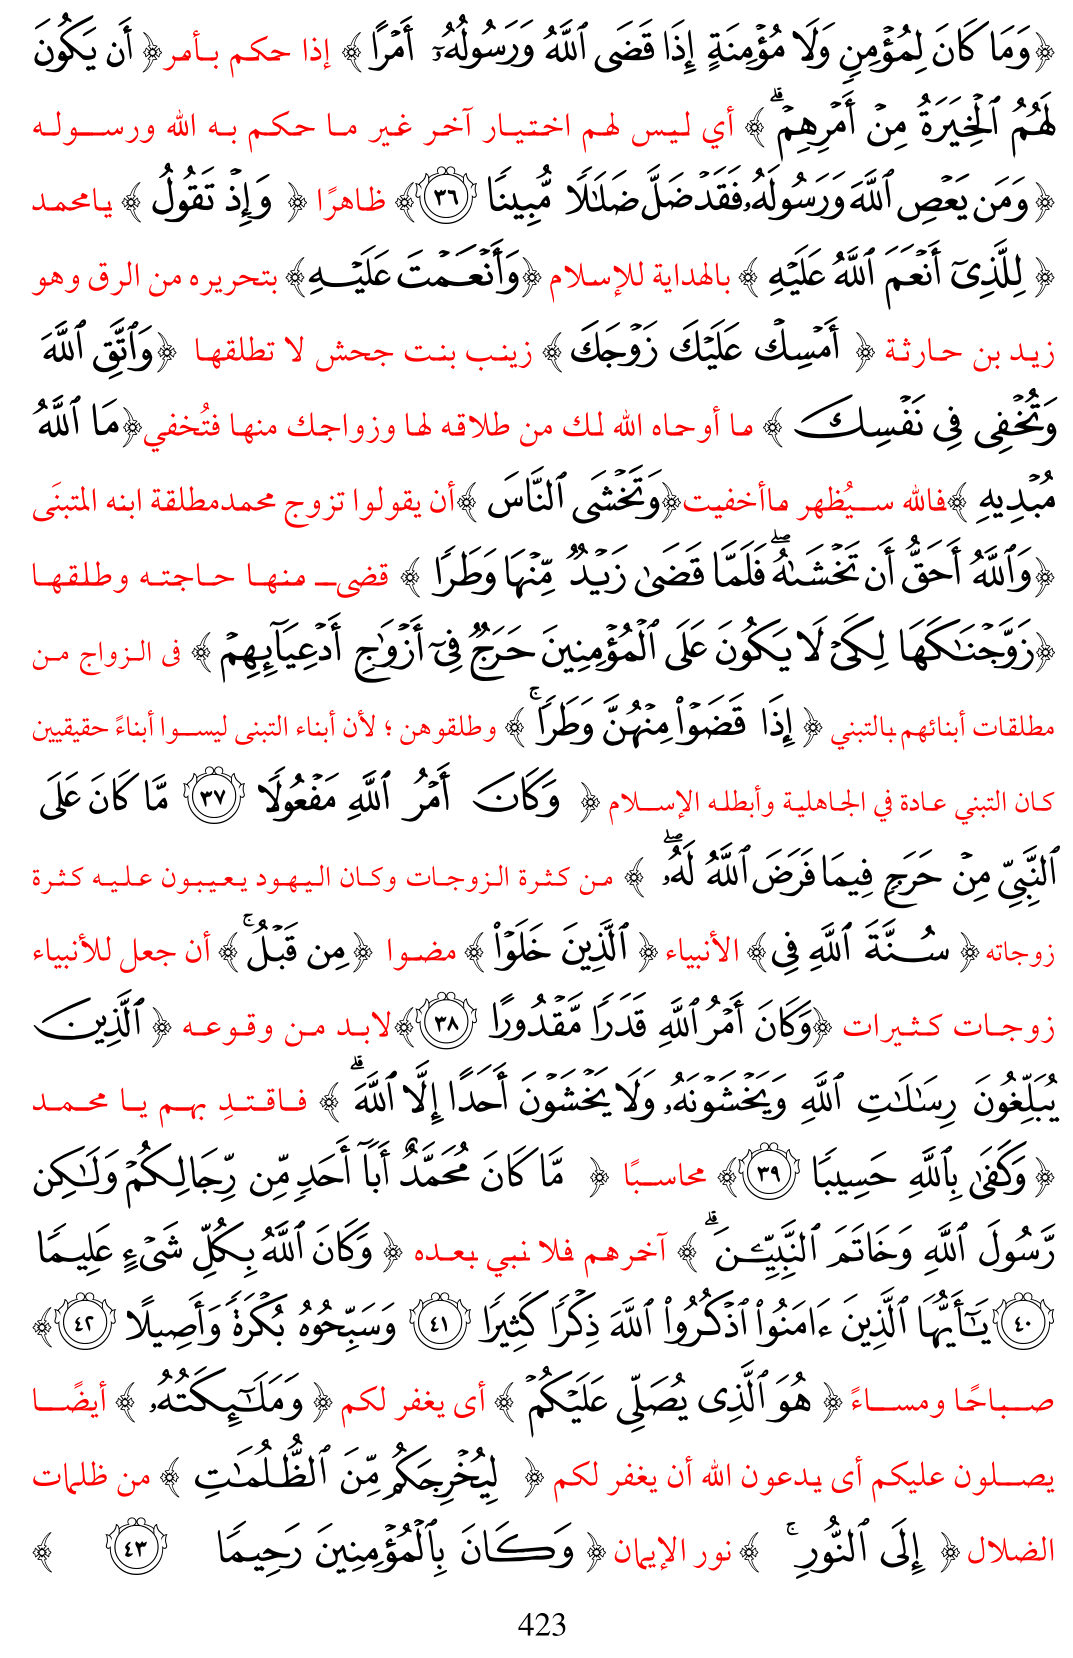 ﴿وَمَا كَانَ لِمُؤْمِنٍ وَلَا مُؤْمِنَةٍ إِذَا قَضَى ٱللَّهُ وَرَسُولُهُۥٓ أَمْرًا ﴾ إذا حكم بأمر﴿ أَن يَكُونَ
لَهُمُ ٱلْخِيَرَةُ مِنْ أَمْرِهِمْ ۗ ﴾ أي ليس لهم اختيار آخر غير ما حكم به الله ورسوله
﴿ وَمَن يَعْصِ ٱللَّهَ وَرَسُولَهُۥ فَقَدْ ضَلَّ ضَلَٰلًا مُّبِينًا ٣٦ ﴾ ظاهرًا ﴿ وَإِذْ تَقُولُ ﴾ يامحمد
﴿ لِلَّذِىٓ أَنْعَمَ ٱللَّهُ عَلَيْهِ ﴾ بالهداية للإسلام ﴿وَأَنْعَمْتَ عَلَيْهِ﴾ بتحريره من الرق وهو
زيد بن حارثة ﴿ أَمْسِكْ عَلَيْكَ زَوْجَكَ ﴾ زينب بنت جحش لا تطلقها ﴿وَٱتَّقِ ٱللَّهَ
وَتُخْفِى فِى نَفْسِكَ ﴾ ما أوحاه الله لك من طلاقه لها وزواجك منها فتُخفي﴿مَا ٱللَّهُ
مُبْدِيهِ ﴾فالله سيُظهر ماأخفيت﴿وَتَخْشَى ٱلنَّاسَ ﴾أن يقولوا تزوج محمدمطلقة ابنه المتبنَى
﴿وَٱللَّهُ أَحَقُّ أَن تَخْشَىٰهُ ۖ فَلَمَّا قَضَىٰ زَيْدٌ مِّنْهَا وَطَرًا ﴾ قضى منها حاجته وطلقها
﴿زَوَّجْنَٰكَهَا لِكَىْ لَا يَكُونَ عَلَى ٱلْمُؤْمِنِينَ حَرَجٌ فِىٓ أَزْوَٰجِ أَدْعِيَآئِهِمْ ﴾ فى الزواج من
مطلقات أبنائهم بالتبني ﴿ إِذَا قَضَوْا۟ مِنْهُنَّ وَطَرًا ۚ ﴾ وطلقوهن ؛ لأن أبناء التبنى ليسوا أبناءً حقيقيين
كان التبني عادة في الجاهلية وأبطله الإسلام ﴿ وَكَانَ أَمْرُ ٱللَّهِ مَفْعُولًا ٣٧ مَّا كَانَ عَلَى
ٱلنَّبِىِّ مِنْ حَرَجٍ فِيمَا فَرَضَ ٱللَّهُ لَهُۥ ۖ ﴾ من كثرة الزوجات وكان اليهود يعيبون عليه كثرة
زوجاته ﴿ سُنَّةَ ٱللَّهِ فِى﴾ الأنبياء ﴿ ٱلَّذِينَ خَلَوْا۟ ﴾ مضوا ﴿مِن قَبْلُ ۚ ﴾ أن جعل للأنبياء
زوجات كثيرات ﴿وَكَانَ أَمْرُ ٱللَّهِ قَدَرًا مَّقْدُورًا ٣٨ ﴾لابد من وقوعه ﴿ ٱلَّذِينَ
يُبَلِّغُونَ رِسَٰلَٰتِ ٱللَّهِ وَيَخْشَوْنَهُۥ وَلَا يَخْشَوْنَ أَحَدًا إِلَّا ٱللَّهَ ۗ ﴾ فاقتدِ بهم يا محمد
﴿ وَكَفَىٰ بِٱللَّهِ حَسِيبًا ٣٩ ﴾ محاسبًا ﴿ مَّا كَانَ مُحَمَّدٌ أَبَآ أَحَدٍ مِّن رِّجَالِكُمْ وَلَٰكِن
رَّسُولَ ٱللَّهِ وَخَاتَمَ ٱلنَّبِيِّـۧنَ ۗ ﴾ آخرهم فلا نبي بعده ﴿ وَكَانَ ٱللَّهُ بِكُلِّ شَىْءٍ عَلِيمًا
٤٠ يَٰٓأَيُّهَا ٱلَّذِينَ ءَامَنُوا۟ ٱذْكُرُوا۟ ٱللَّهَ ذِكْرًا كَثِيرًا ٤١ وَسَبِّحُوهُ بُكْرَةً وَأَصِيلًا ٤٢ ﴾
صباحًا ومساءً ﴿ هُوَ ٱلَّذِى يُصَلِّى عَلَيْكُمْ ﴾ أى يغفر لكم ﴿ وَمَلَٰٓئِكَتُهُۥ ﴾ أيضًا
يصلون عليكم أى يدعون الله أن يغفر لكم ﴿ لِيُخْرِجَكُم مِّنَ ٱلظُّلُمَٰتِ ﴾ من ظلمات
الضلال ﴿ إِلَى ٱلنُّورِ ۚ ﴾ نور الإيمان ﴿ وَكَانَ بِٱلْمُؤْمِنِينَ رَحِيمًا ٤٣ ﴾
423